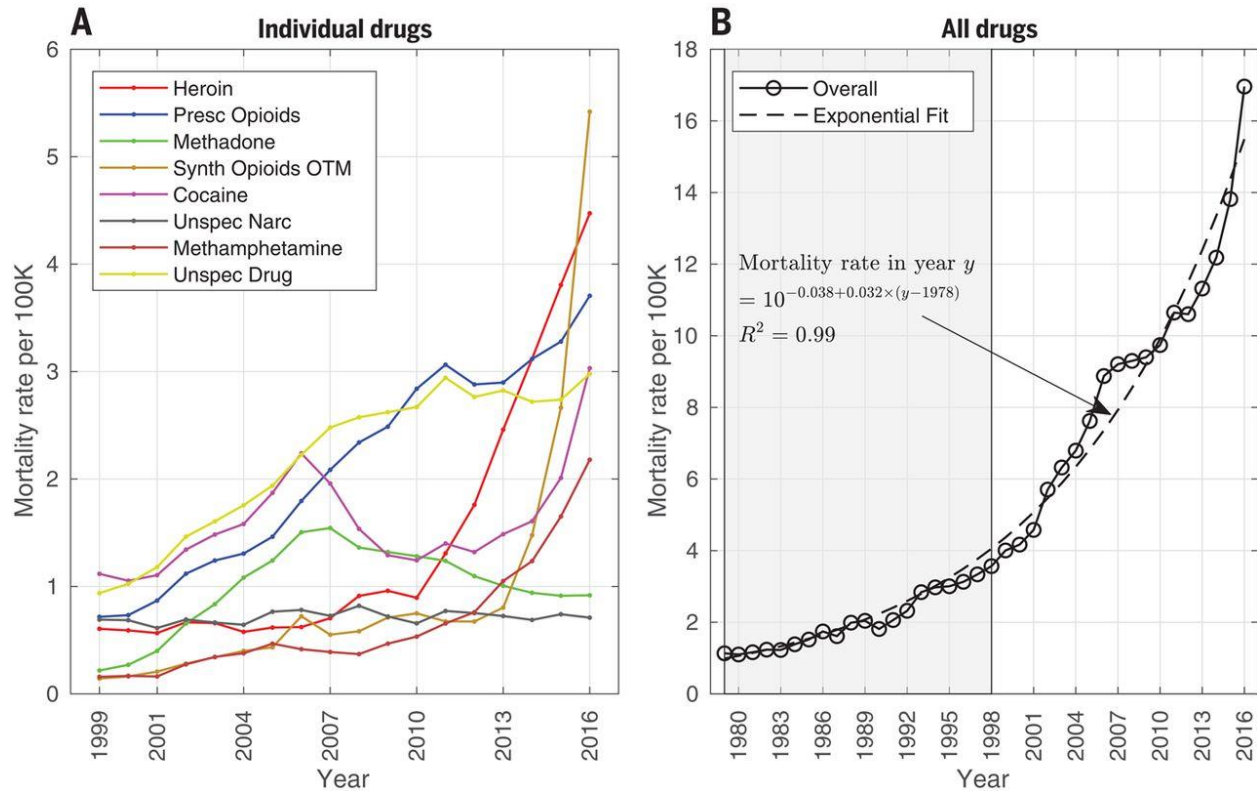 A
Individual drugs
6
5
4
3
2
1
0
Mortality rate per 100K
Heroin
Presc Opioids
Methadone
Synth Opioids OTM
Cocaine
Unspec Narc
Methamphetamine
Unspec Drug
1999
2001
2004
2007
2010
2013
2016
Year
B
All drugs
18
16
14
12
10
8
6
4
2
0
Mortality rate per 100K
Overall
Exponential Fit
Mortality rate in year y
= 10^{-0.038+0.032×(y−1978)}
R² = 0.99
1980
1983
1986
1989
1992
1995
1998
2001
2004
2007
2010
2013
2016
Year